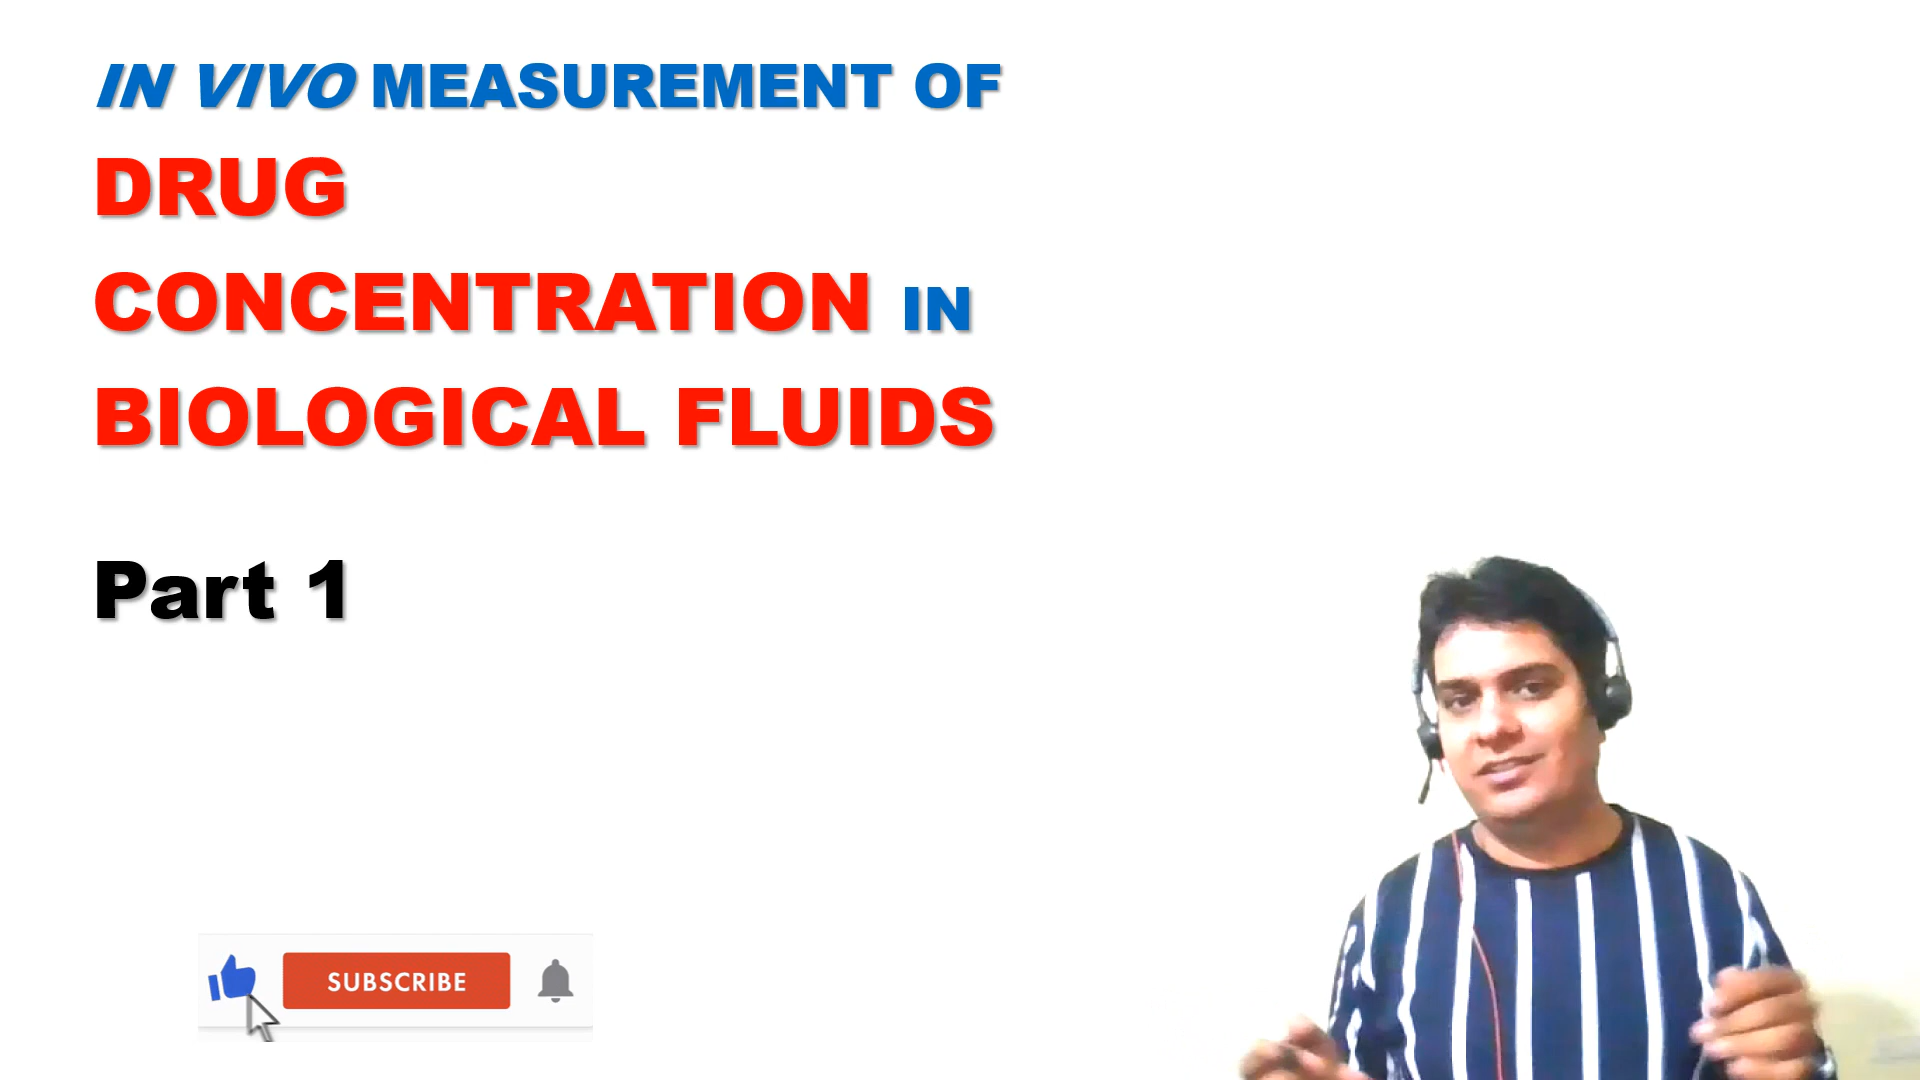 IN VIVO MEASUREMENT OF
DRUG
CONCENTRATION IN
BIOLOGICAL FLUIDS
Part 1
SUBSCRIBE